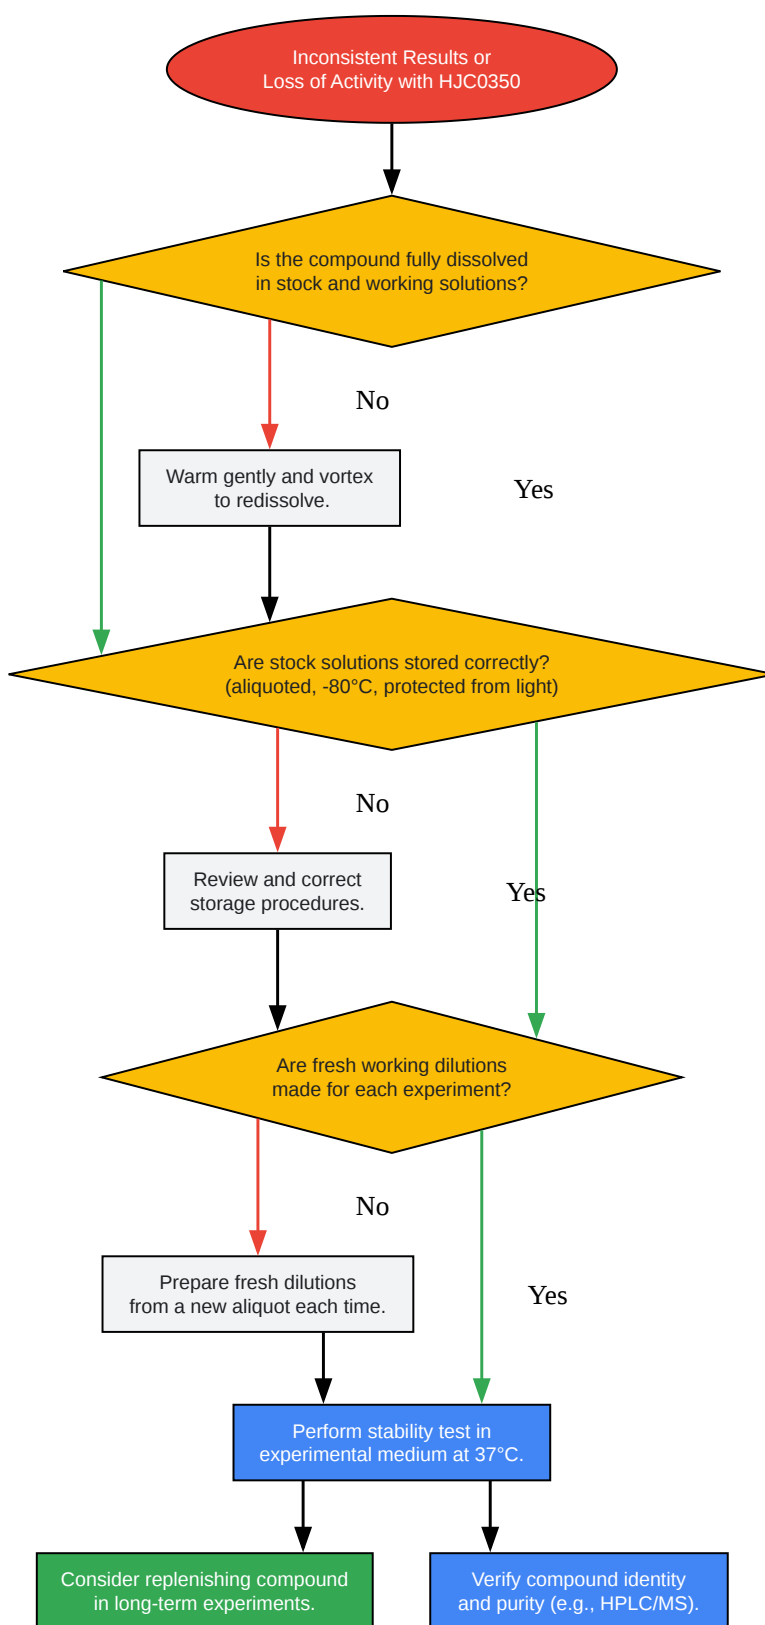 Inconsistent Results or
Loss of Activity with HJC0350
Is the compound fully dissolved
in stock and working solutions?
No
Warm gently and vortex
to redissolve.
Yes
Are stock solutions stored correctly?
(aliquoted, -80°C, protected from light)
No
Review and correct
storage procedures.
Yes
Are fresh working dilutions
made for each experiment?
No
Prepare fresh dilutions
from a new aliquot each time.
Yes
Perform stability test in
experimental medium at 37°C.
Consider replenishing compound
in long-term experiments.
Verify compound identity
and purity (e.g., HPLC/MS).